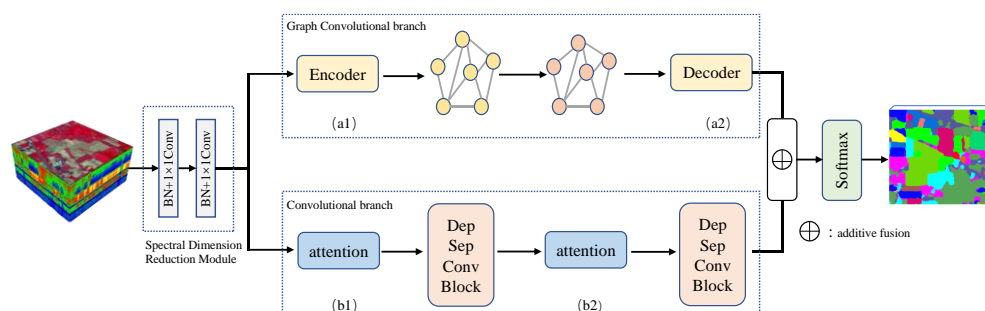 Graph Convolutional branch
Encoder
Decoder
(a1)
(a2)
BN+1×1Conv
BN+1×1Conv
Spectral Dimension
Reduction Module
Softmax
: additive fusion
Convolutional branch
attention
Dep
Sep
Conv
Block
attention
Dep
Sep
Conv
Block
(b1)
(b2)